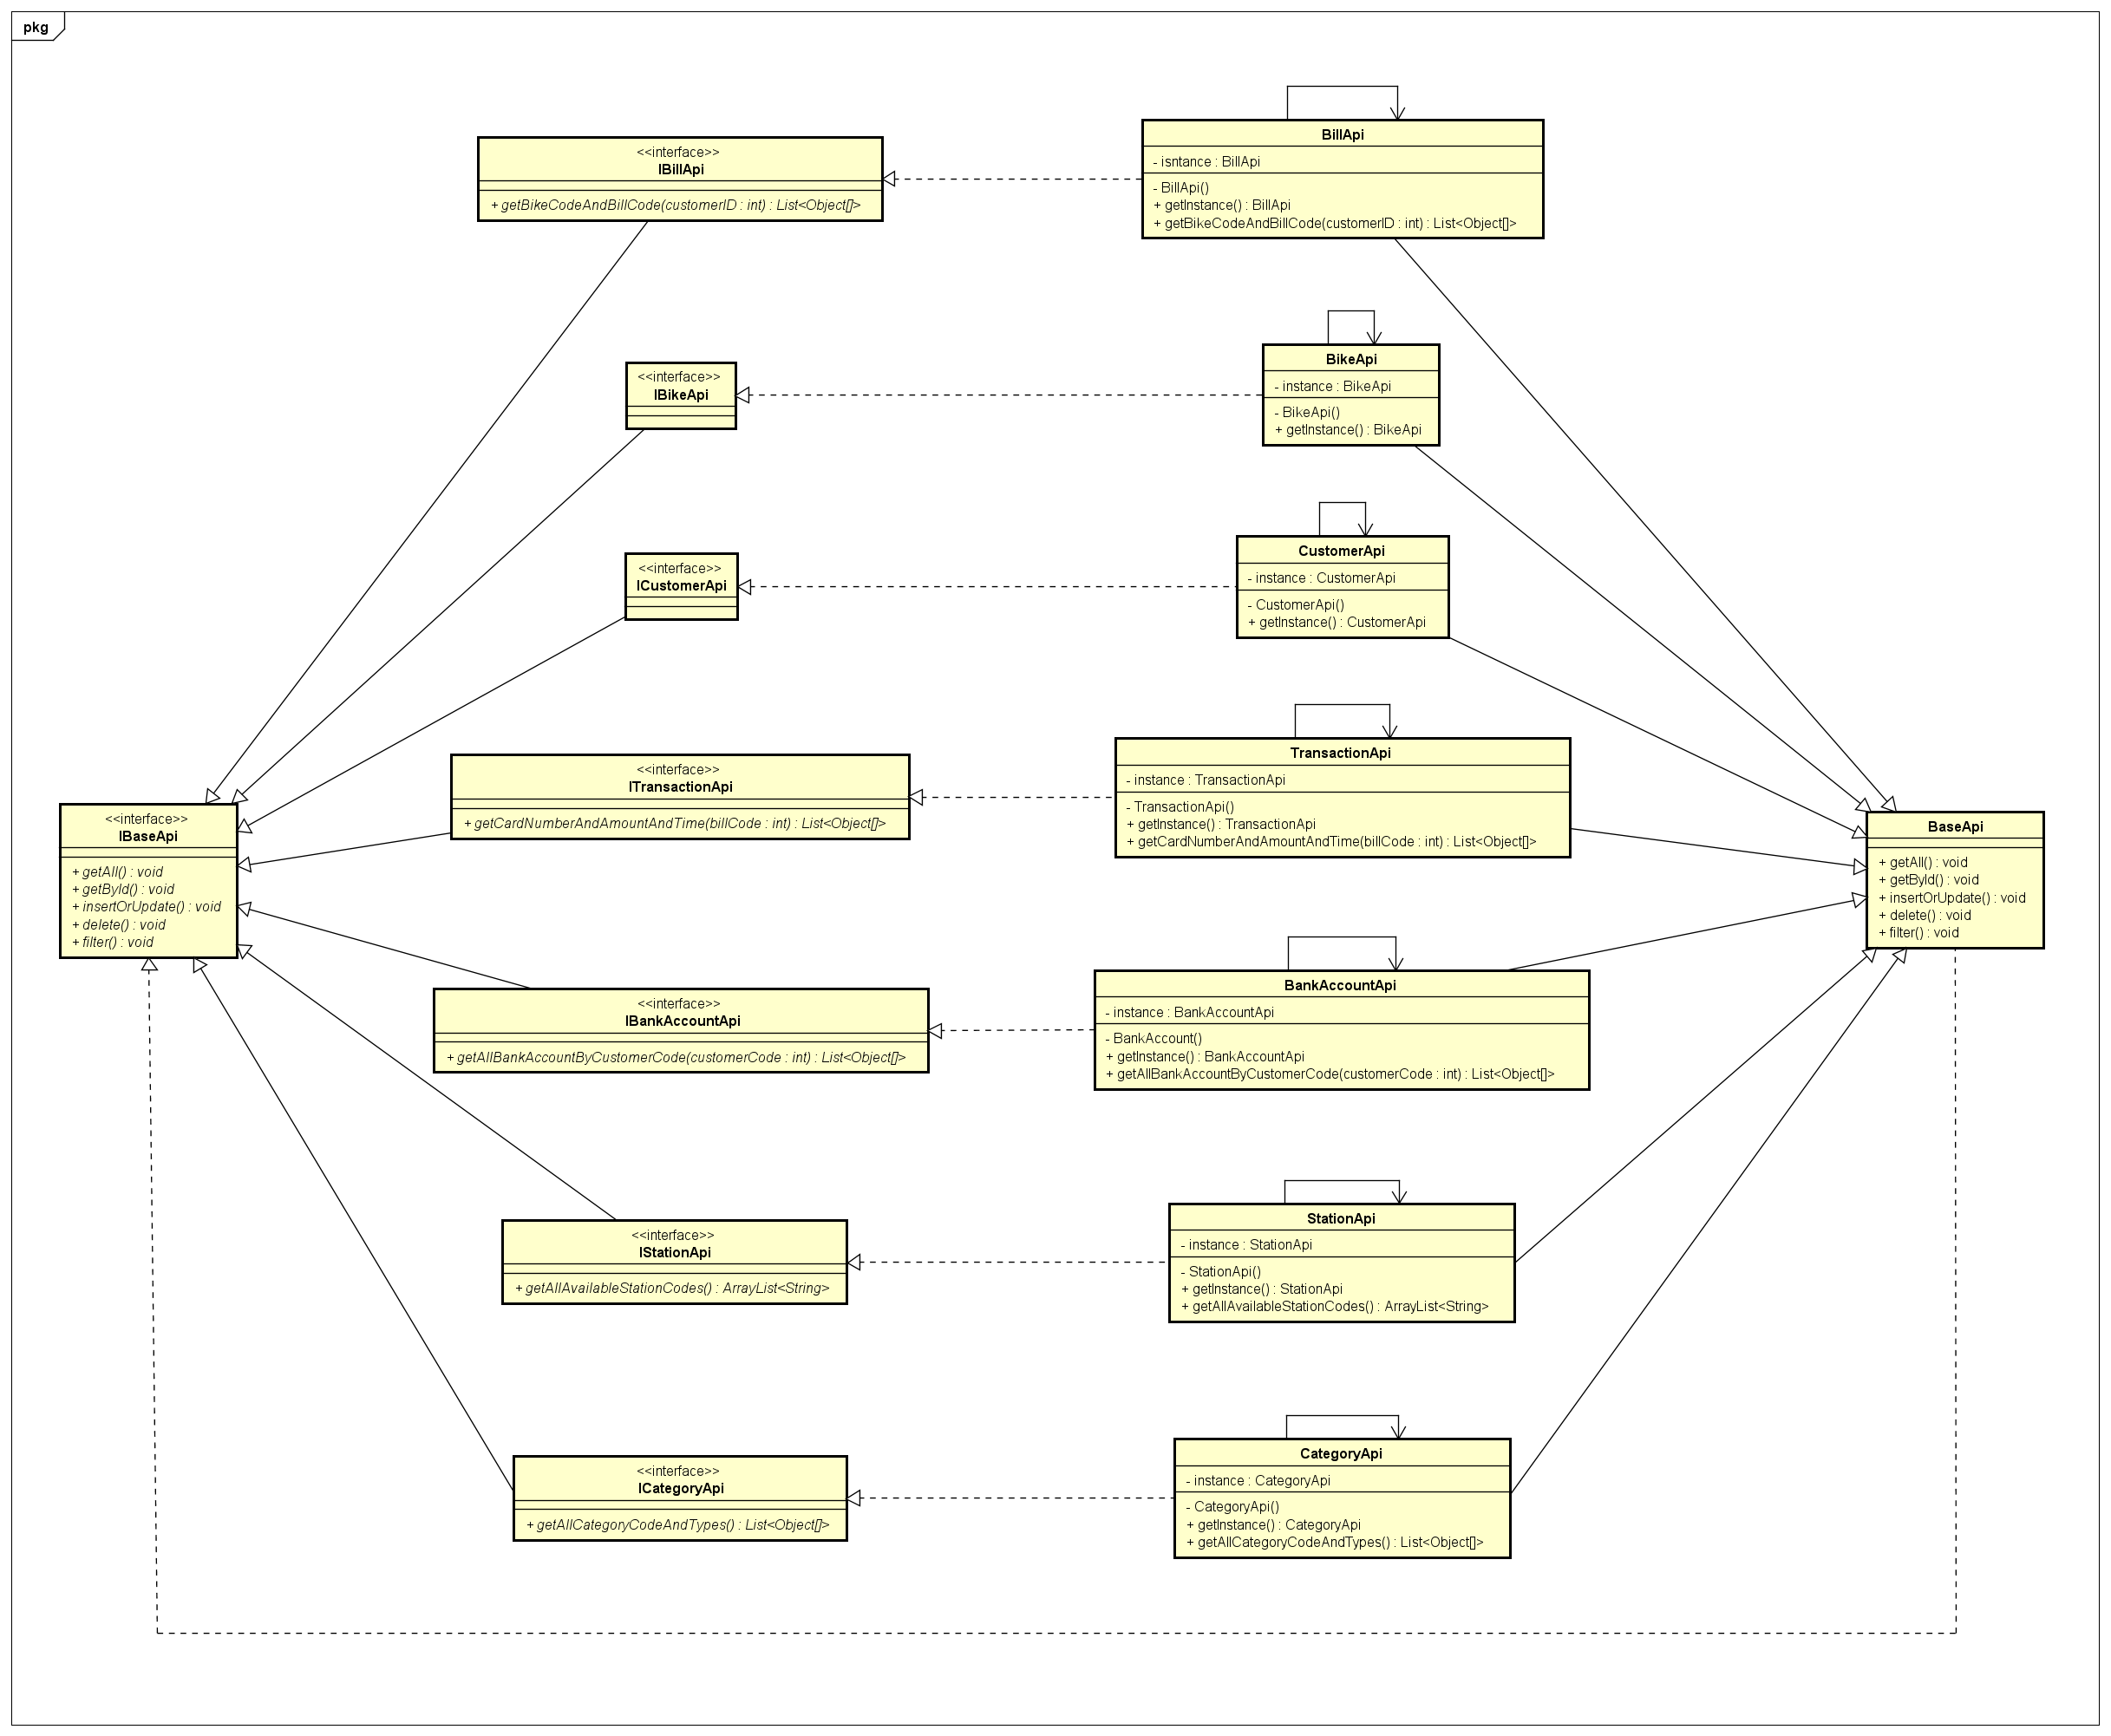 pkg
<<interface>>
IBillApi
+ getBikeCodeAndBillCode(customerID : int) : List<Object[]>
BillApi
- isntance : BillApi
- BillApi()
+ getInstance() : BillApi
+ getBikeCodeAndBillCode(customerID : int) : List<Object[]>
<<interface>>
IBikeApi
BikeApi
- instance : BikeApi
- BikeApi()
+ getInstance() : BikeApi
<<interface>>
ICustomerApi
CustomerApi
- instance : CustomerApi
- CustomerApi()
+ getInstance() : CustomerApi
<<interface>>
ITransactionApi
+ getCardNumberAndAmountAndTime(billCode : int) : List<Object[]>
TransactionApi
- instance : TransactionApi
- TransactionApi()
+ getInstance() : TransactionApi
+ getCardNumberAndAmountAndTime(billCode : int) : List<Object[]>
<<interface>>
IBaseApi
+ getAll() : void
+ getById() : void
+ insertOrUpdate() : void
+ delete() : void
+ filter() : void
BaseApi
+ getAll() : void
+ getById() : void
+ insertOrUpdate() : void
+ delete() : void
+ filter() : void
<<interface>>
IBankAccountApi
+ getAllBankAccountByCustomerCode(customerCode : int) : List<Object[]>
BankAccountApi
- instance : BankAccountApi
- BankAccount()
+ getInstance() : BankAccountApi
+ getAllBankAccountByCustomerCode(customerCode : int) : List<Object[]>
<<interface>>
IStationApi
+ getAllAvailableStationCodes() : ArrayList<String>
StationApi
- instance : StationApi
- StationApi()
+ getInstance() : StationApi
+ getAllAvailableStationCodes() : ArrayList<String>
<<interface>>
ICategoryApi
+ getAllCategoryCodeAndTypes() : List<Object[]>
CategoryApi
- instance : CategoryApi
- CategoryApi()
+ getInstance() : CategoryApi
+ getAllCategoryCodeAndTypes() : List<Object[]>